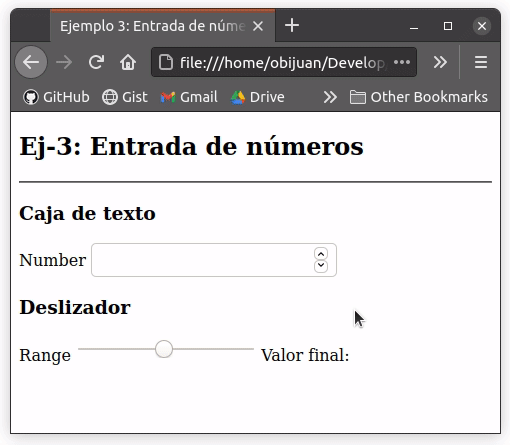 Ejemplo 3: Entrada de núme
file:///home/obijuan/Develop
GitHub Gist Gmail Drive Other Bookmarks
Ej-3: Entrada de números
Caja de texto
Number
Deslizador
Range Valor final: